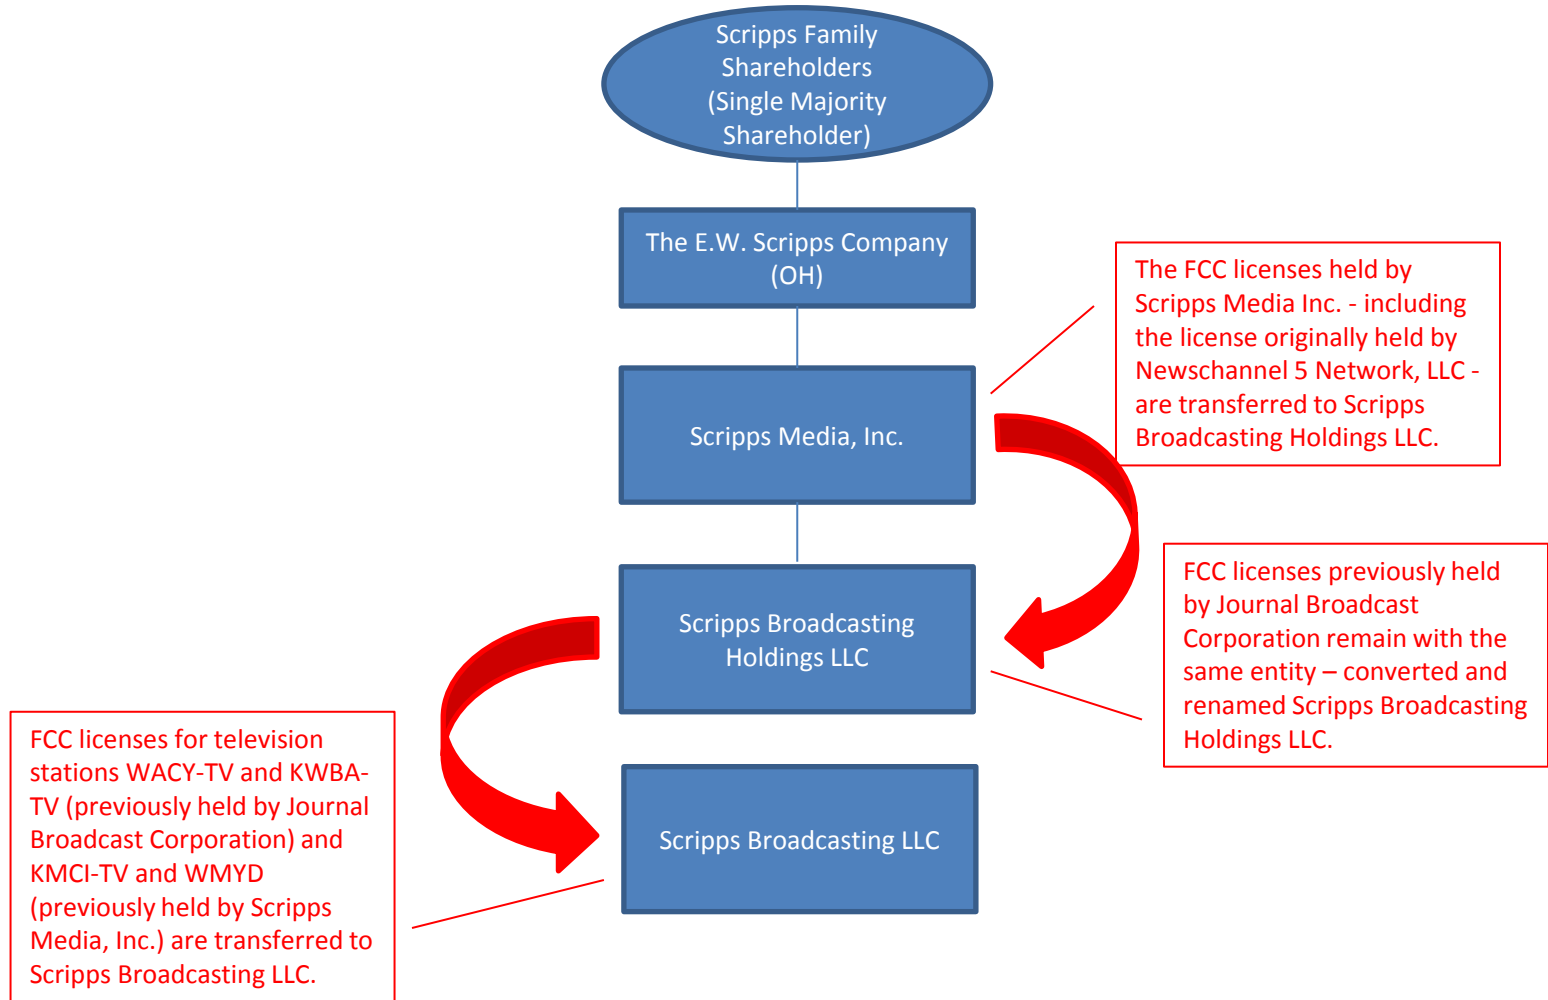 Scripps Family
Shareholders
(Single Majority
Shareholder)
The E.W. Scripps Company
(OH)
The FCC licenses held by
Scripps Media Inc. - including
the license originally held by
Newschannel 5 Network, LLC -
are transferred to Scripps
Broadcasting Holdings LLC.
Scripps Media, Inc.
FCC licenses previously held
by Journal Broadcast
Corporation remain with the
same entity – converted and
renamed Scripps Broadcasting
Holdings LLC.
Scripps Broadcasting
Holdings LLC
FCC licenses for television
stations WACY-TV and KWBA-
TV (previously held by Journal
Broadcast Corporation) and
KMCI-TV and WMYD
(previously held by Scripps
Media, Inc.) are transferred to
Scripps Broadcasting LLC.
Scripps Broadcasting LLC